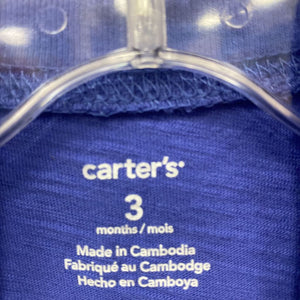 carter's
3
months / mois
Made in Cambodia
Fabriqué au Cambodge
Hecho en Camboya